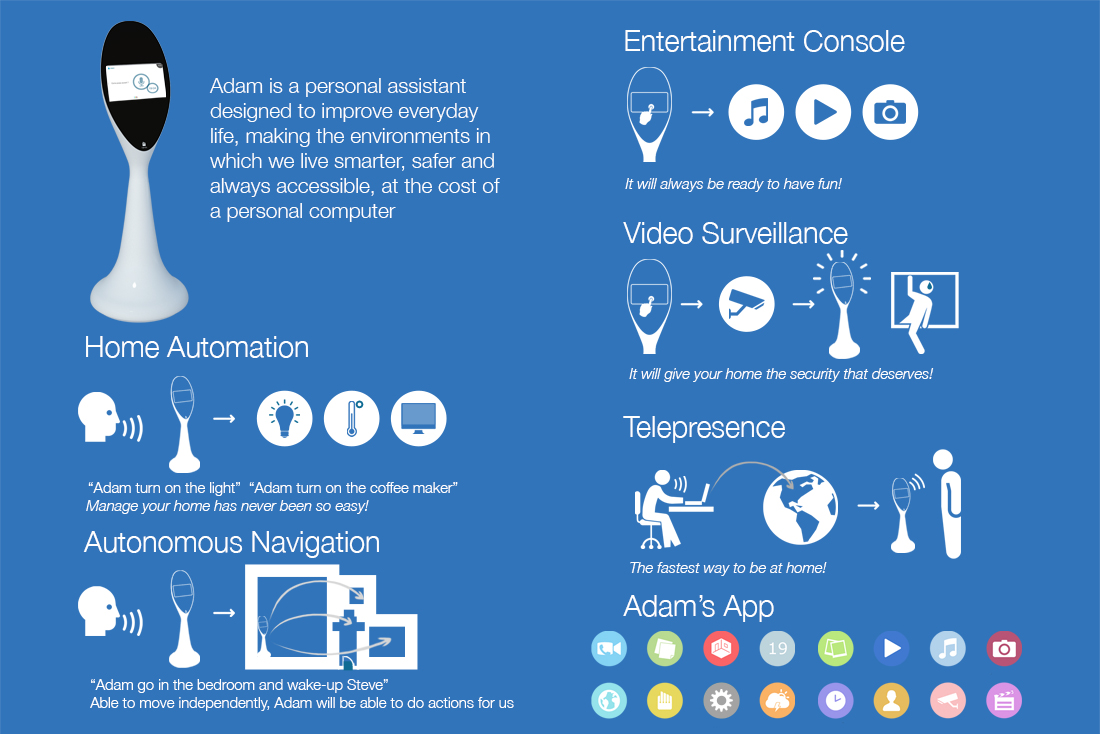 Adam is a personal assistant
designed to improve everyday
life, making the environments in
which we live smarter, safer and
always accessible, at the cost of
a personal computer
Home Automation
“Adam turn on the light” “Adam turn on the coffee maker”
Manage your home has never been so easy!
Autonomous Navigation
“Adam go in the bedroom and wake-up Steve”
Able to move independently, Adam will be able to do actions for us
Entertainment Console
It will always be ready to have fun!
Video Surveillance
It will give your home the security that deserves!
Telepresence
The fastest way to be at home!
Adam’s App
19